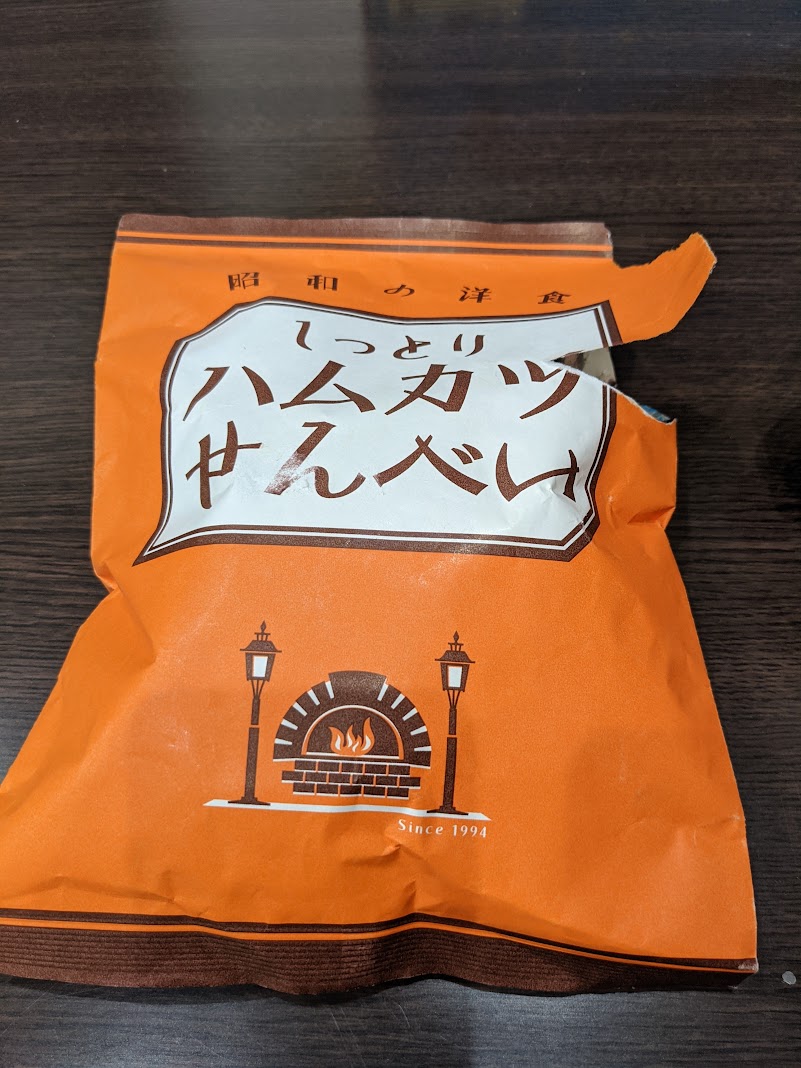 昭和の洋食
しっとり
ハムカツ
せんべい
Since 1994